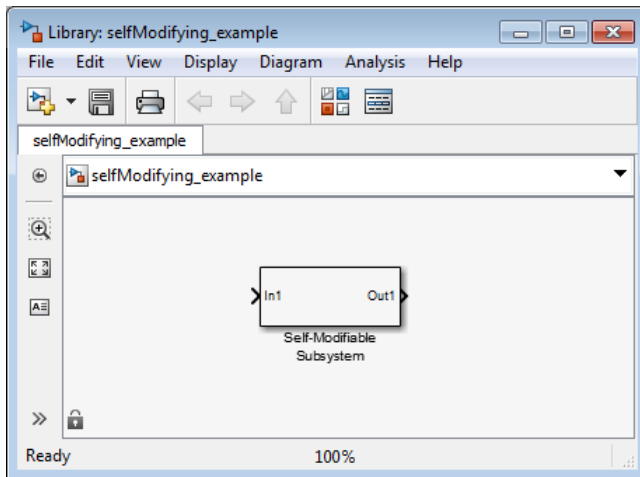 Library: selfModifying_example
File Edit View Display Diagram Analysis Help
selfModifying_example
selfModifying_example
In1 Out1
Self-Modifiable
Subsystem
Ready 100%